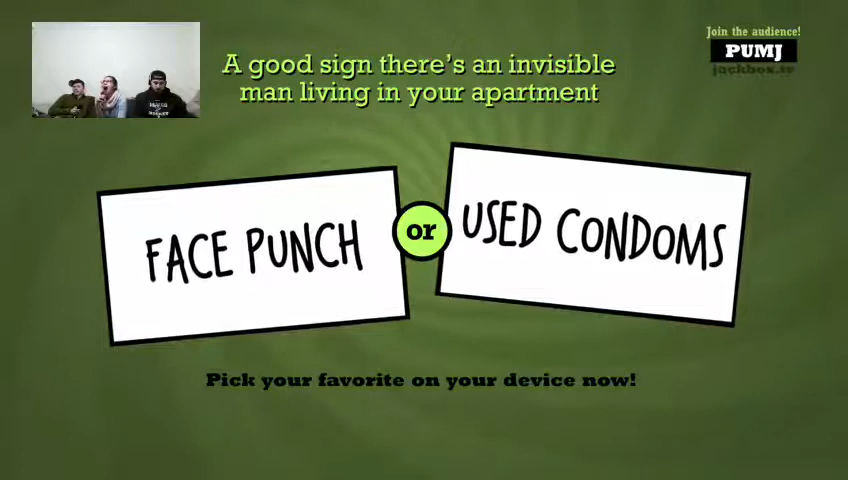 Join the audience!
PUMJ
jackbox.tv
A good sign there's an invisible
man living in your apartment
FACE PUNCH
or
USED CONDOMS
Pick your favorite on your device now!